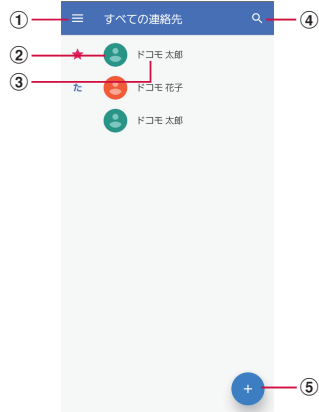 ① すべての連絡先 ④
② ドコモ 太郎
③
た ドコモ 花子
ドコモ 太郎
+ ⑤